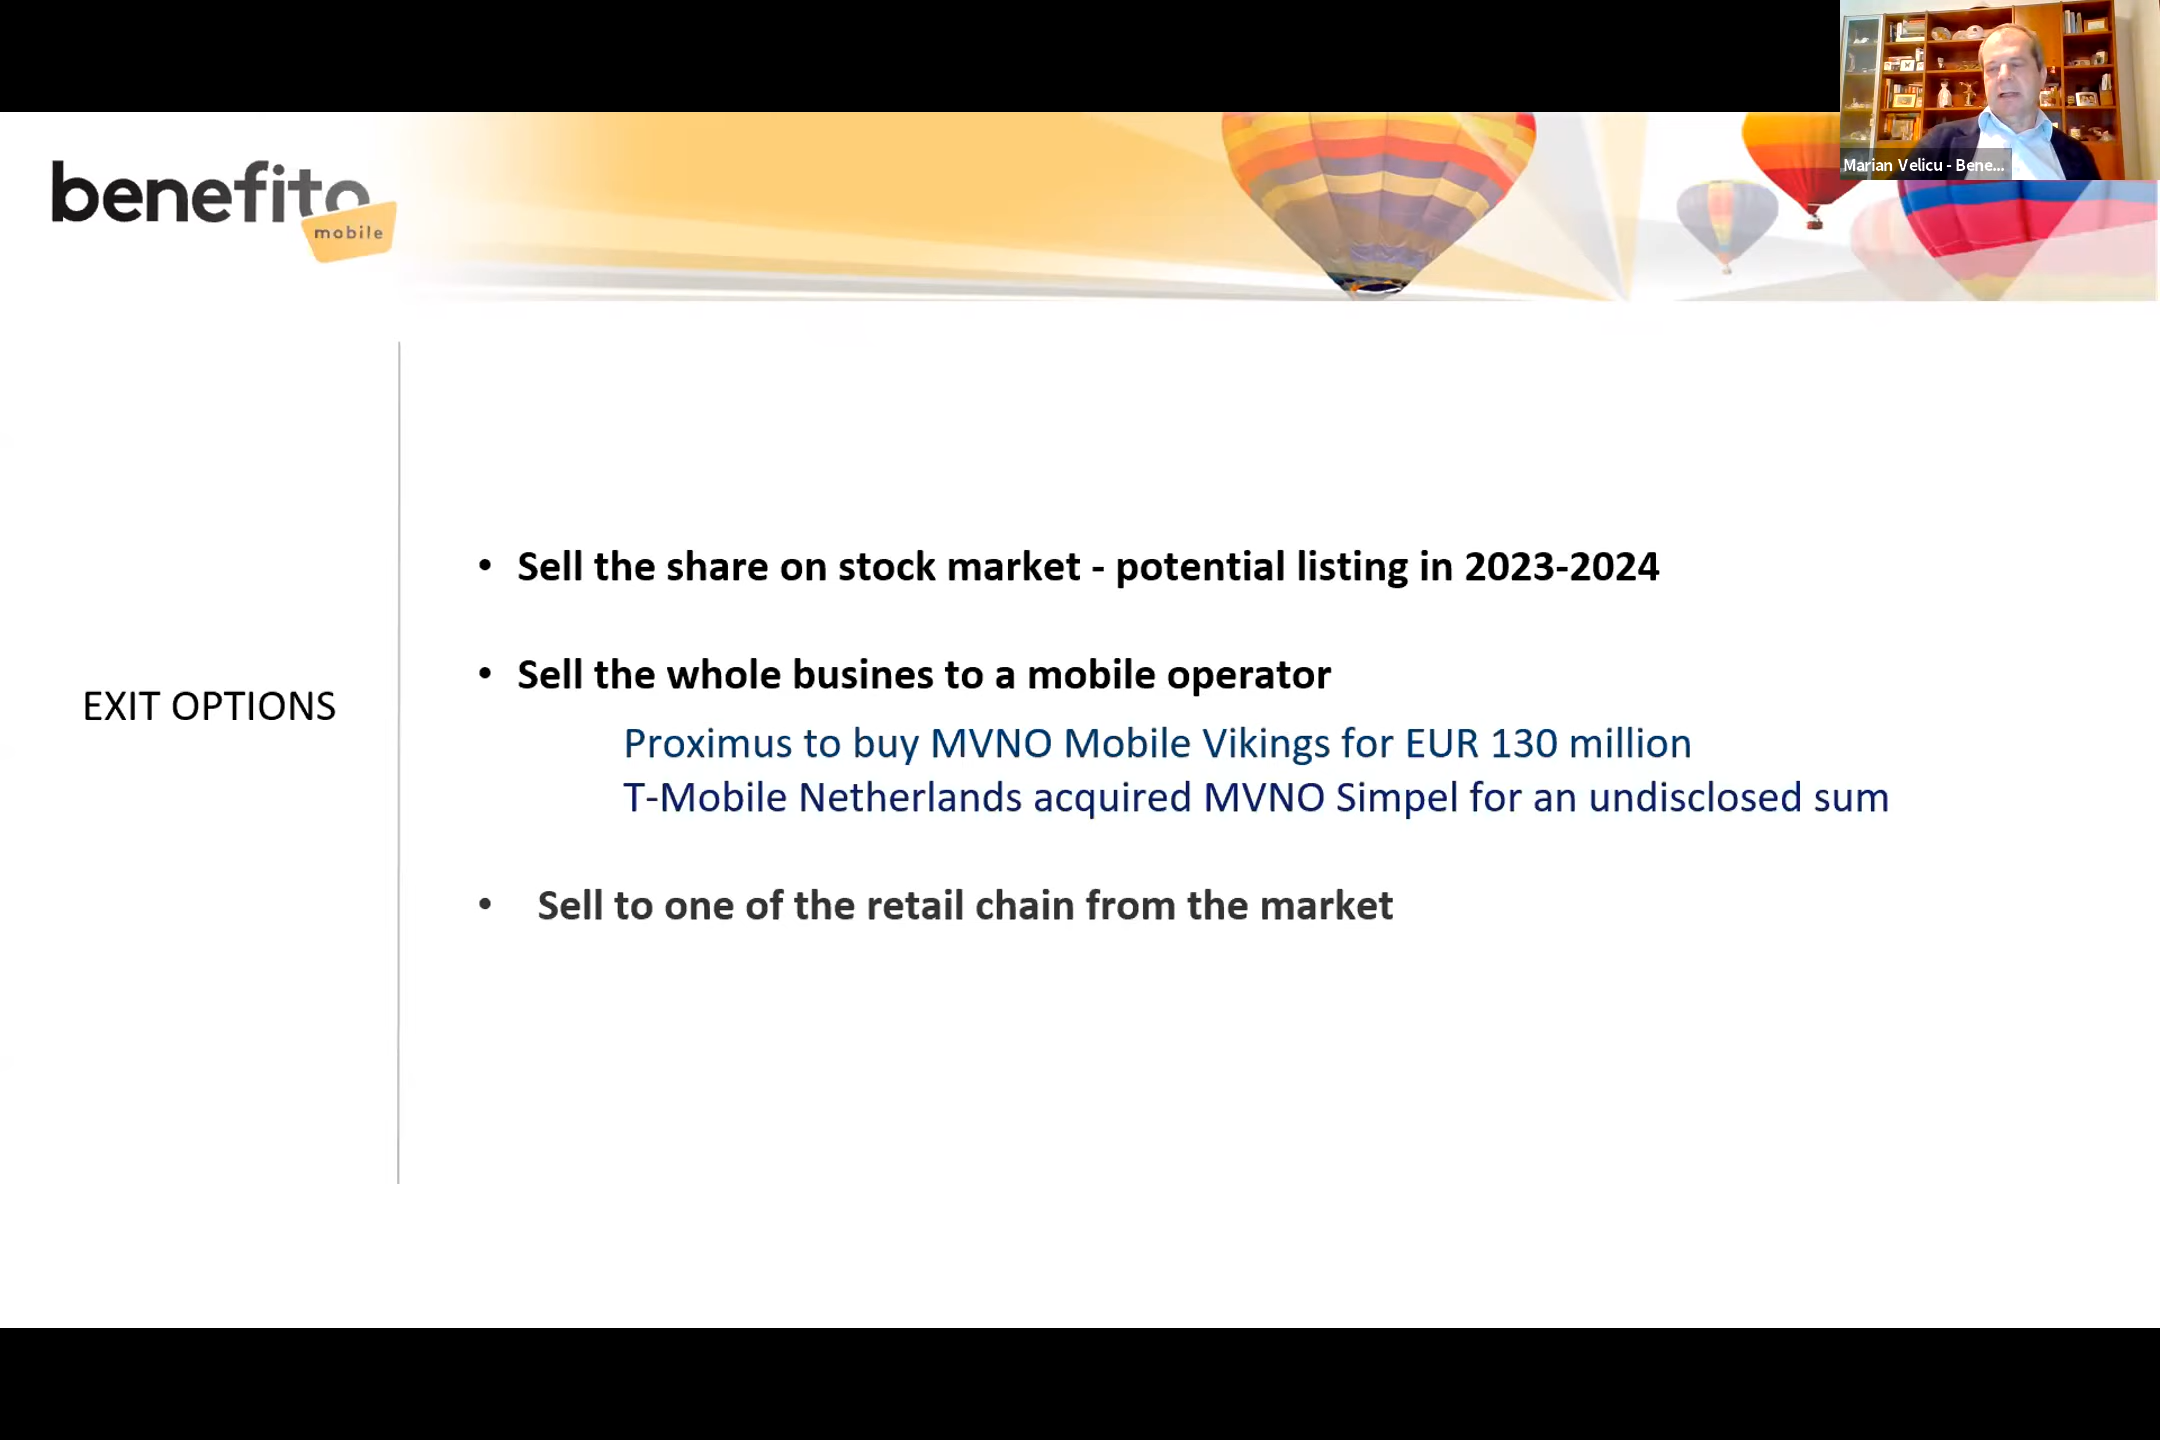 Marian Velicu - Bene...
benefito
mobile
EXIT OPTIONS
• Sell the share on stock market - potential listing in 2023-2024
• Sell the whole busines to a mobile operator
Proximus to buy MVNO Mobile Vikings for EUR 130 million
T-Mobile Netherlands acquired MVNO Simpel for an undisclosed sum
• Sell to one of the retail chain from the market